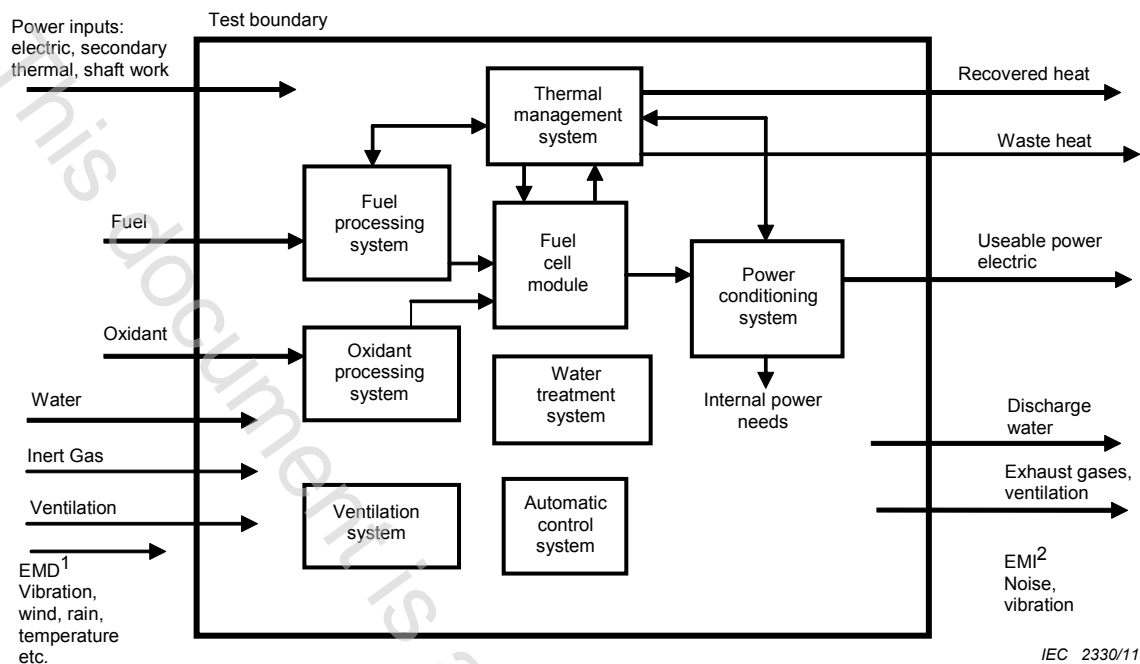 Power inputs:
electric, secondary
thermal, shaft work
Test boundary
Recovered heat
Thermal
management
system
Waste heat
Fuel
Fuel
processing
system
Fuel
cell
module
Useable power
electric
Power
conditioning
system
Oxidant
Oxidant
processing
system
Water
treatment
system
Internal power
needs
Water
Discharge
water
Inert Gas
Exhaust gases,
ventilation
Ventilation
Ventilation
system
Automatic
control
system
EMD1
Vibration,
wind, rain,
temperature
etc.
EMI2
Noise,
vibration
IEC 2330/11
This document is a